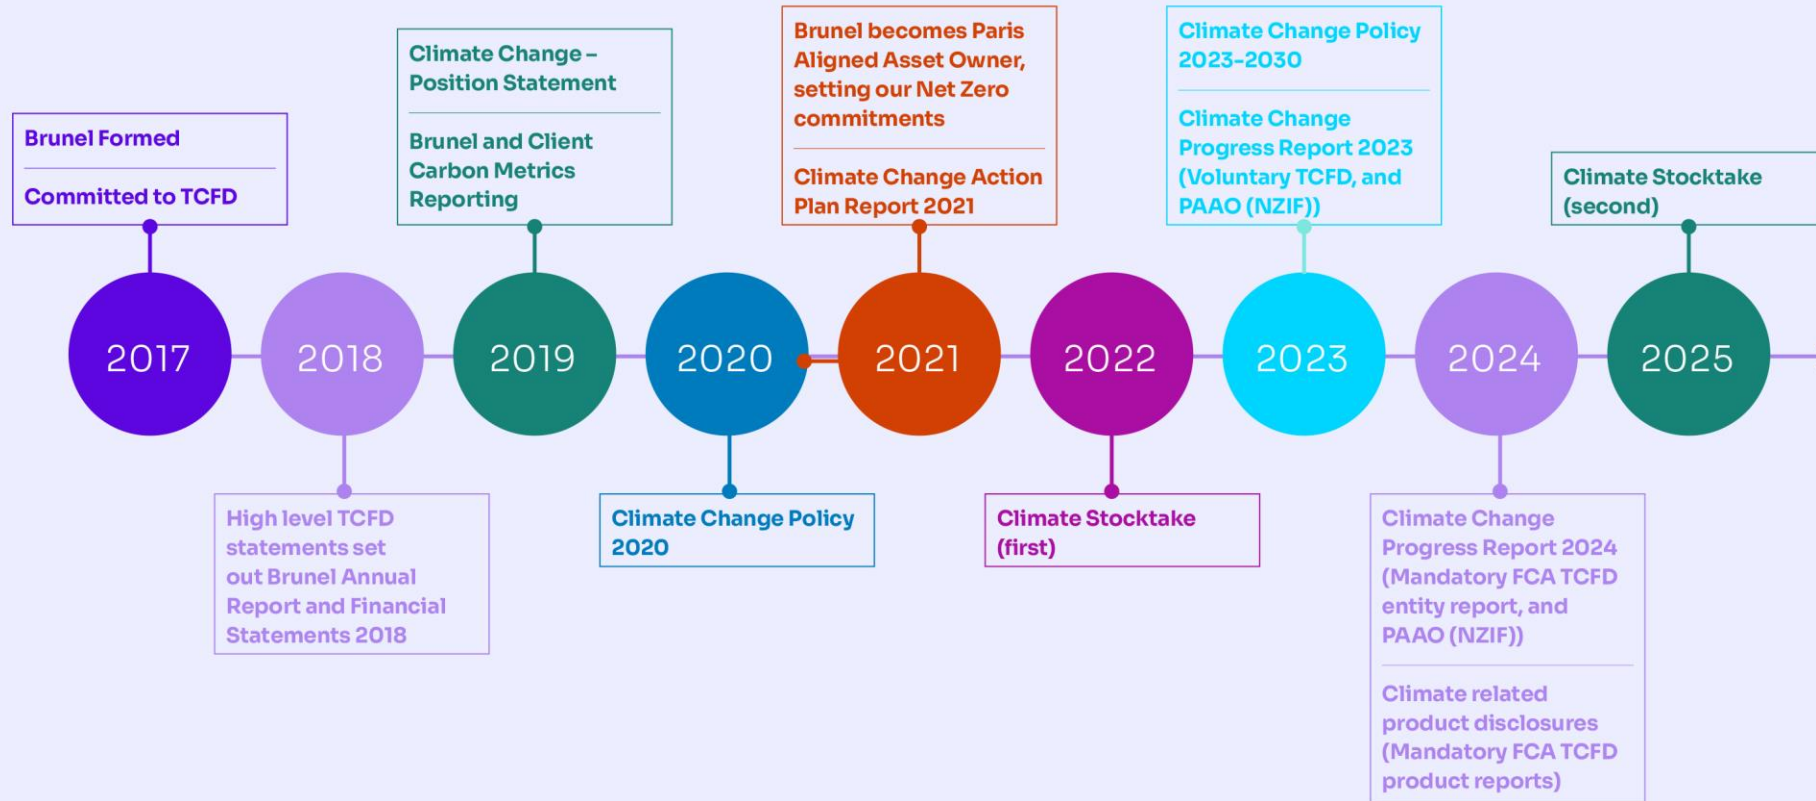 Brunel Formed
Committed to TCFD
2017
2018
High level TCFD
statements set
out Brunel Annual
Report and Financial
Statements 2018
Climate Change –
Position Statement
Brunel and Client
Carbon Metrics
Reporting
2019
2020
Climate Change Policy
2020
Brunel becomes Paris
Aligned Asset Owner,
setting our Net Zero
commitments
Climate Change Action
Plan Report 2021
2021
2022
Climate Stocktake
(first)
Climate Change Policy
2023-2030
Climate Change
Progress Report 2023
(Voluntary TCFD, and
PAAO (NZIF))
2023
2024
Climate Change
Progress Report 2024
(Mandatory FCA TCFD
entity report, and
PAAO (NZIF))
Climate related
product disclosures
(Mandatory FCA TCFD
product reports)
Climate Stocktake
(second)
2025